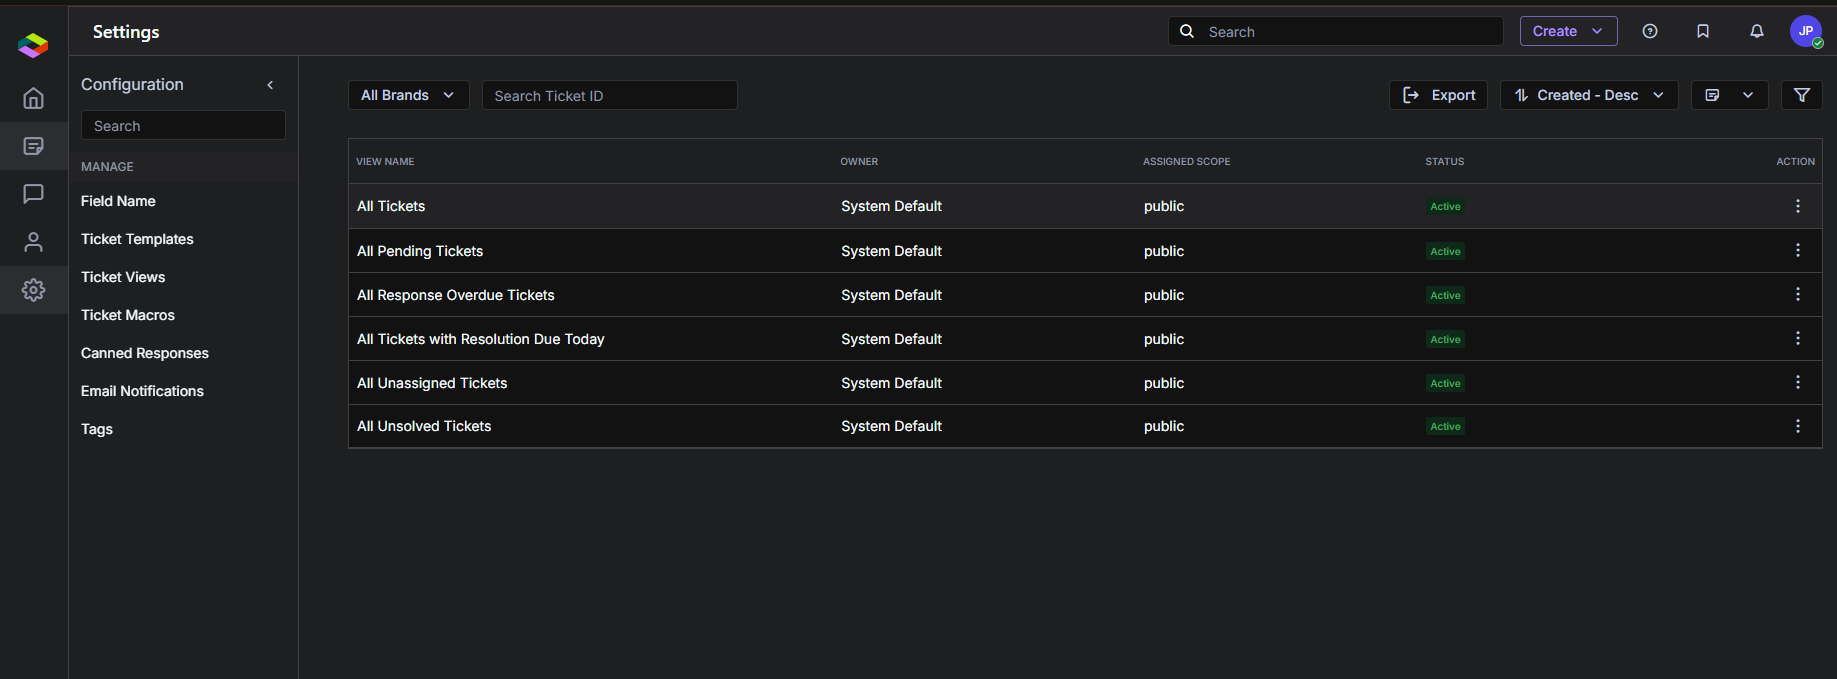 Settings
Search
Create
JP
Configuration
Search
MANAGE
Field Name
Ticket Templates
Ticket Views
Ticket Macros
Canned Responses
Email Notifications
Tags
All Brands
Search Ticket ID
Export
Created - Desc
VIEW NAME OWNER ASSIGNED SCOPE STATUS ACTION
All Tickets System Default public Active
All Pending Tickets System Default public Active
All Response Overdue Tickets System Default public Active
All Tickets with Resolution Due Today System Default public Active
All Unassigned Tickets System Default public Active
All Unsolved Tickets System Default public Active